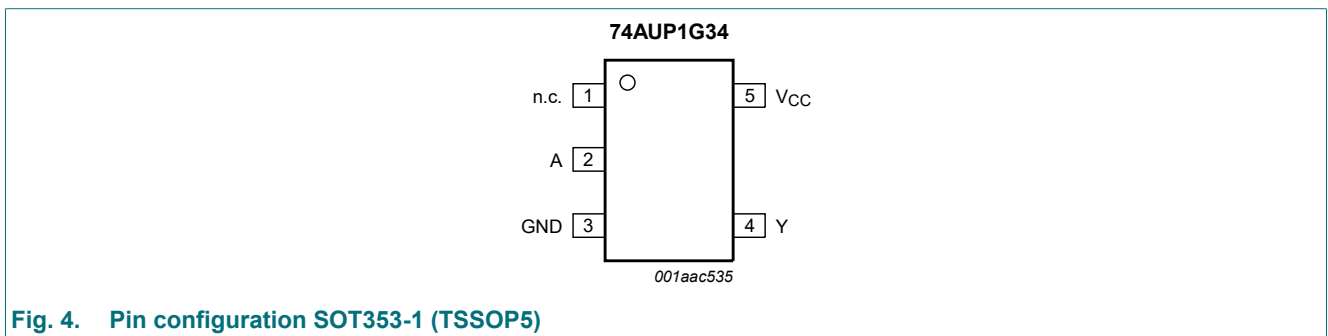 74AUP1G34
n.c. 1
5 VCC
A 2
GND 3
4 Y
001aac535
Fig. 4. Pin configuration SOT353-1 (TSSOP5)